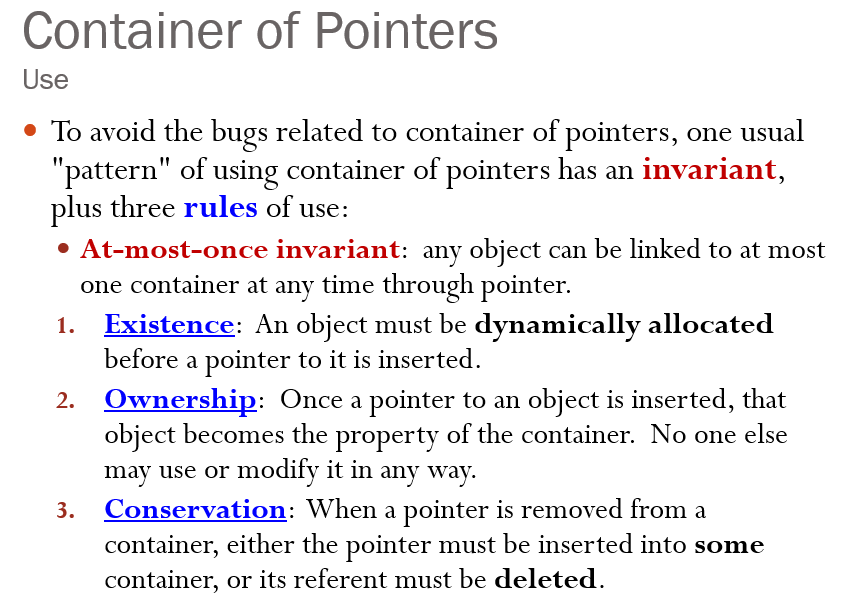 Container of Pointers
Use
• To avoid the bugs related to container of pointers, one usual
"pattern" of using container of pointers has an invariant,
plus three rules of use:
• At-most-once invariant: any object can be linked to at most
one container at any time through pointer.
1. Existence: An object must be dynamically allocated
before a pointer to it is inserted.
2. Ownership: Once a pointer to an object is inserted, that
object becomes the property of the container. No one else
may use or modify it in any way.
3. Conservation: When a pointer is removed from a
container, either the pointer must be inserted into some
container, or its referent must be deleted.